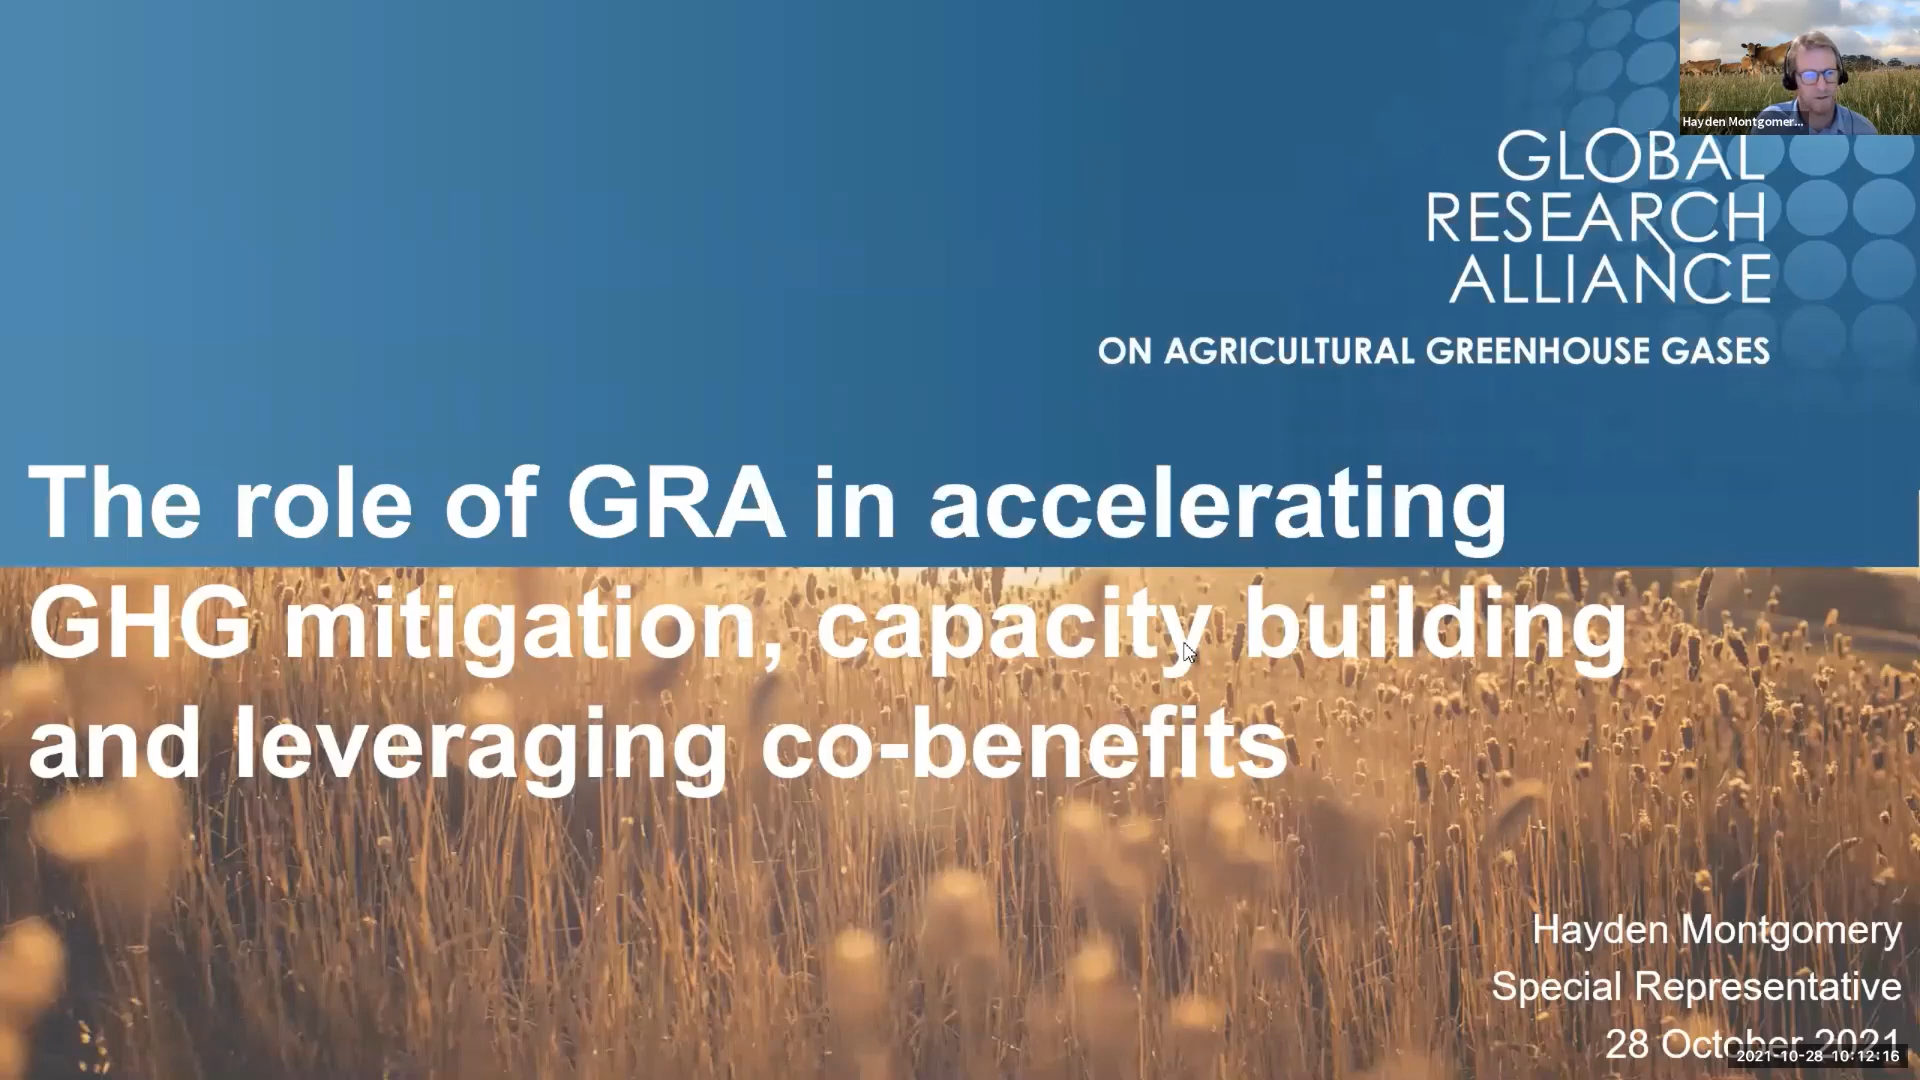 Hayden Montgomer...
GLOBAL
RESEARCH
ALLIANCE
ON AGRICULTURAL GREENHOUSE GASES
The role of GRA in accelerating
GHG mitigation, capacity building
and leveraging co-benefits
Hayden Montgomery
Special Representative
28 October 2021
2021-10-28 10:12:16